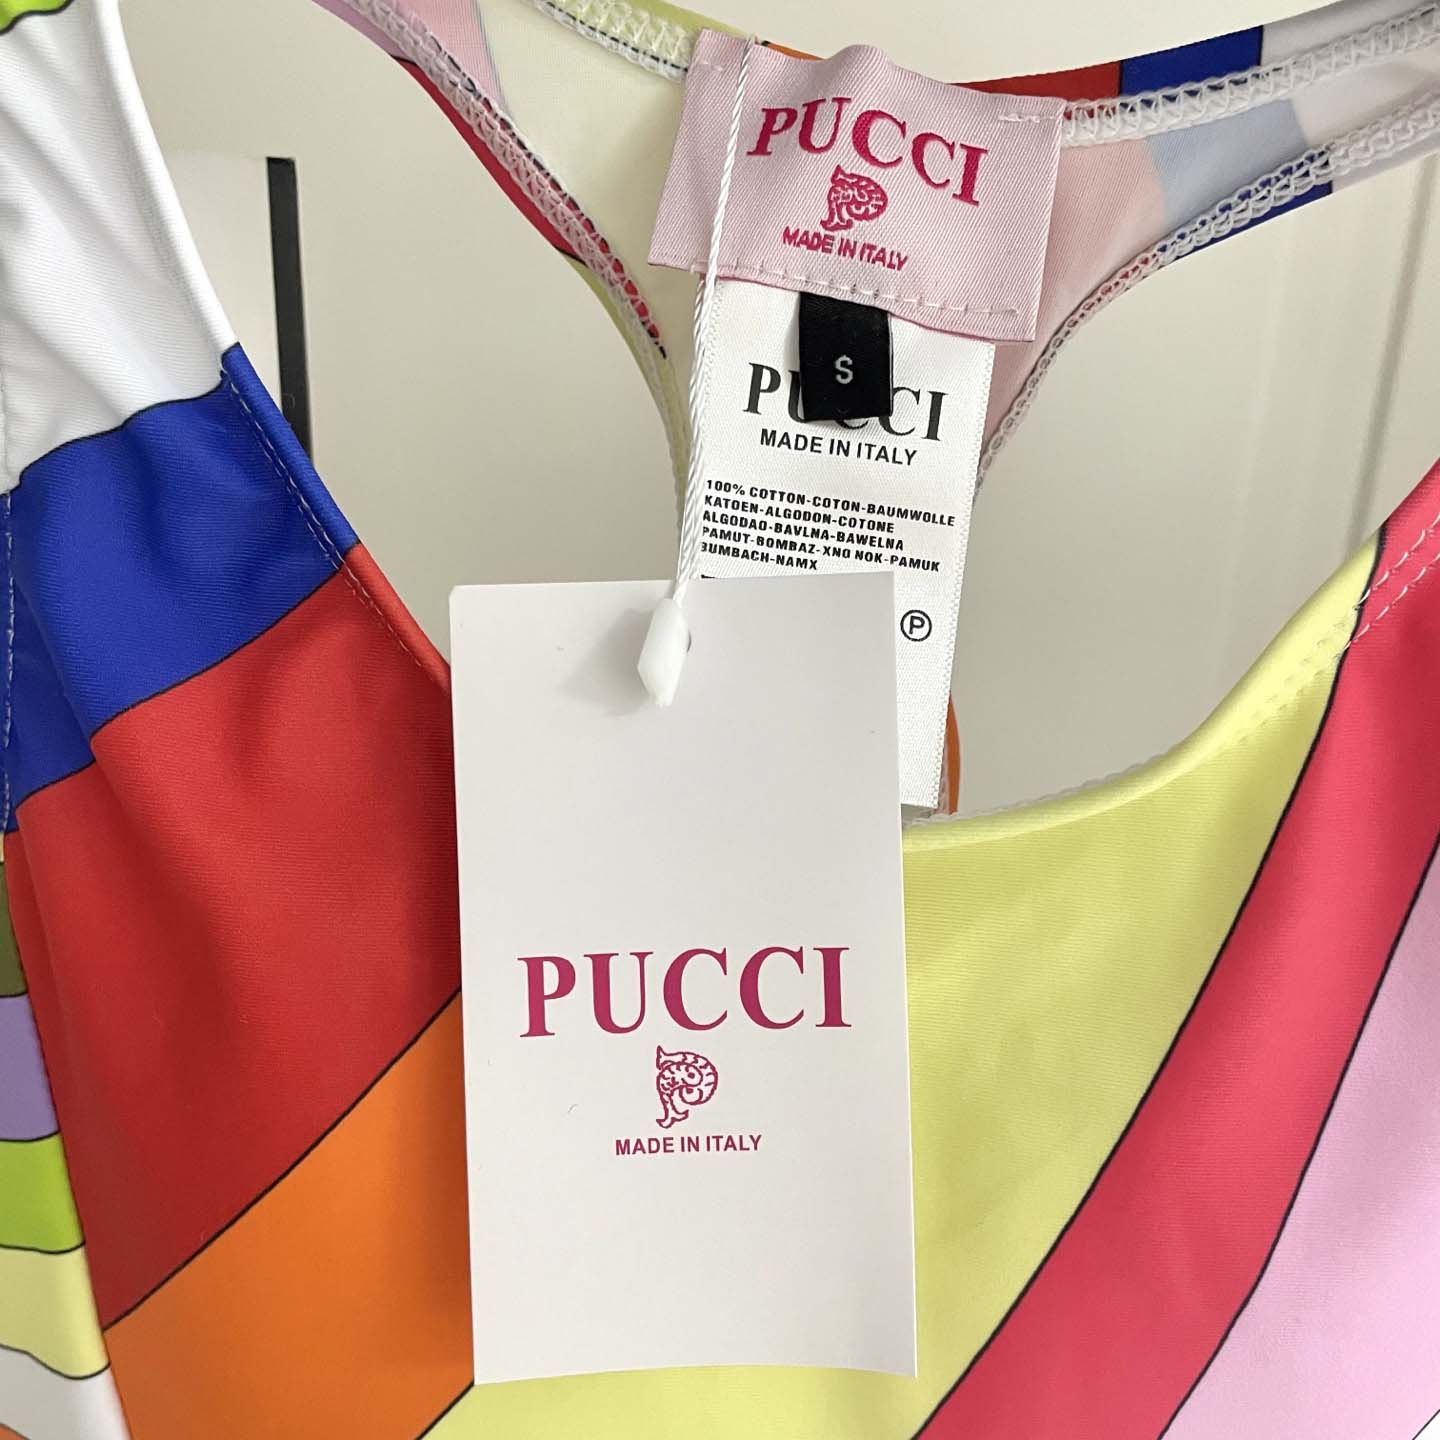 PUCCI
MADE IN ITALY
S
PUCCI
MADE IN ITALY
100% COTTON-COTON-BAUMWOLLE
KATOEN-ALGODON-COTONE
ALGODAO-BAVLNA-BAWELNA
PAMUT-BOMBAZ-XNO NOK-PAMUK
BUMBACH-NAMX
P
PUCCI
MADE IN ITALY